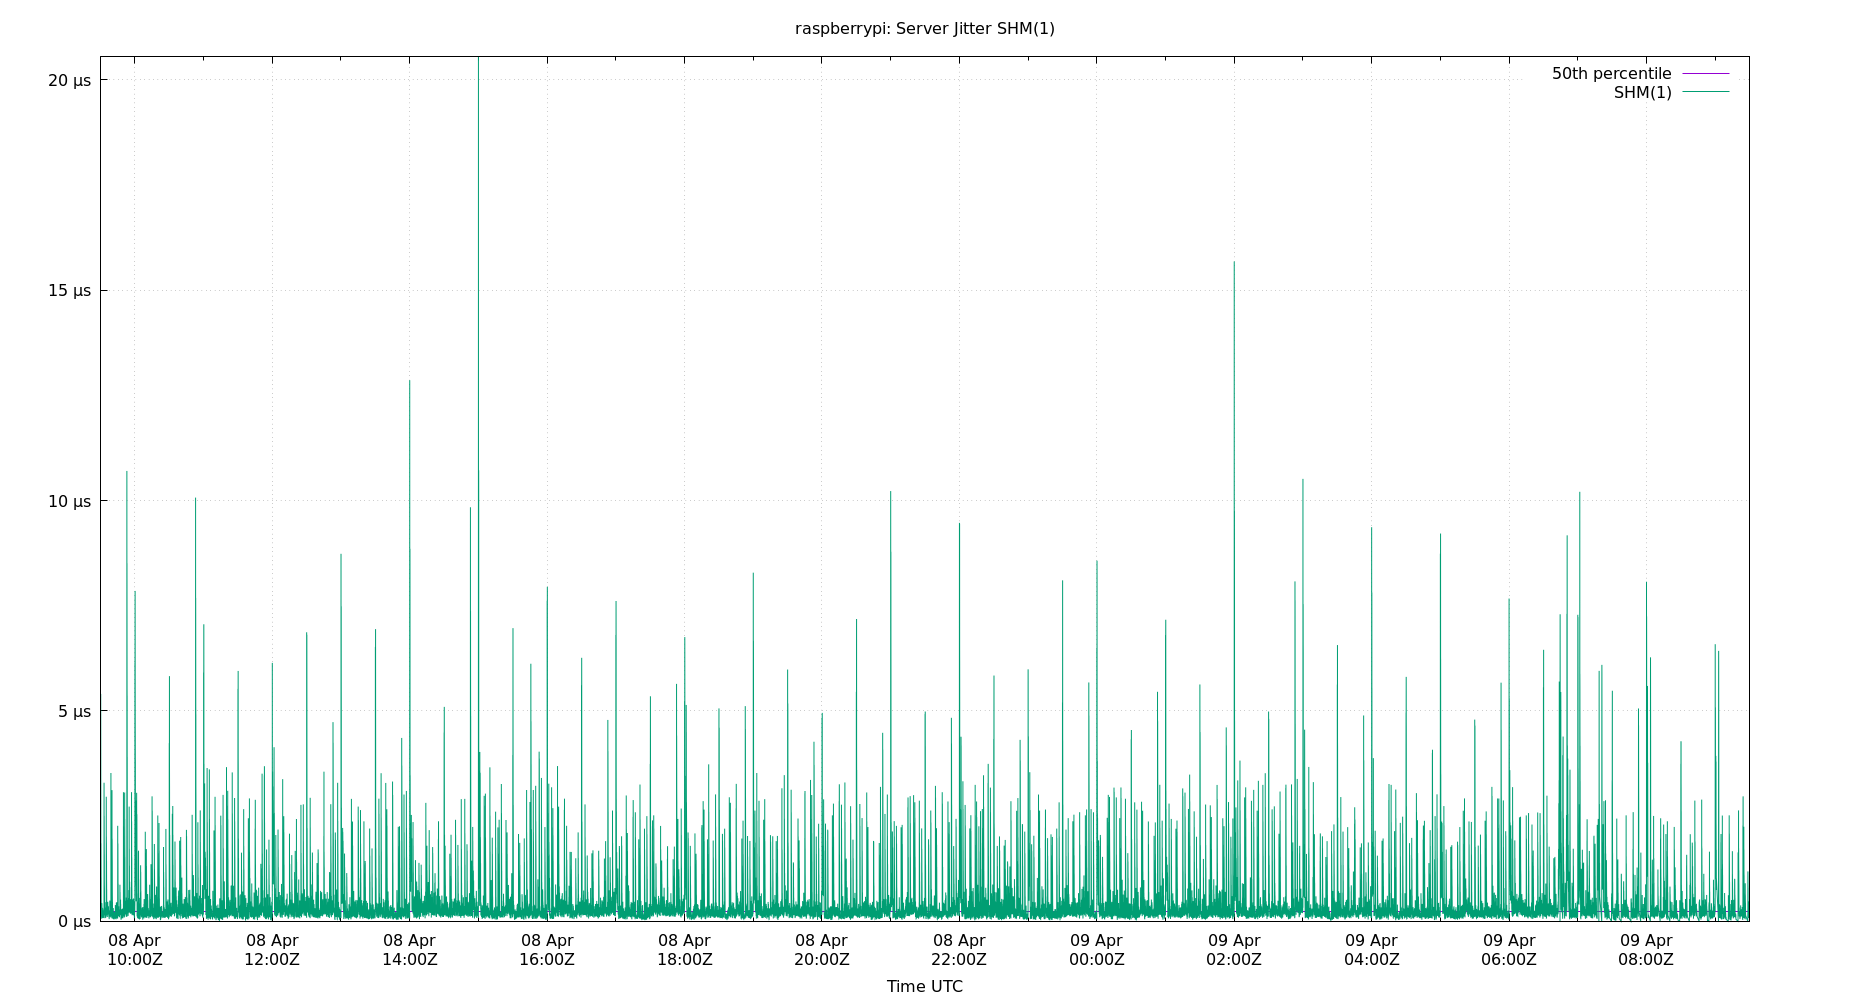 raspberrypi: Server Jitter SHM(1)
50th percentile
SHM(1)
20 µs
15 µs
10 µs
5 µs
0 µs
08 Apr 08 Apr 08 Apr 08 Apr 08 Apr 08 Apr 08 Apr 09 Apr 09 Apr 09 Apr 09 Apr 09 Apr
10:00Z 12:00Z 14:00Z 16:00Z 18:00Z 20:00Z 22:00Z 00:00Z 02:00Z 04:00Z 06:00Z 08:00Z
Time UTC